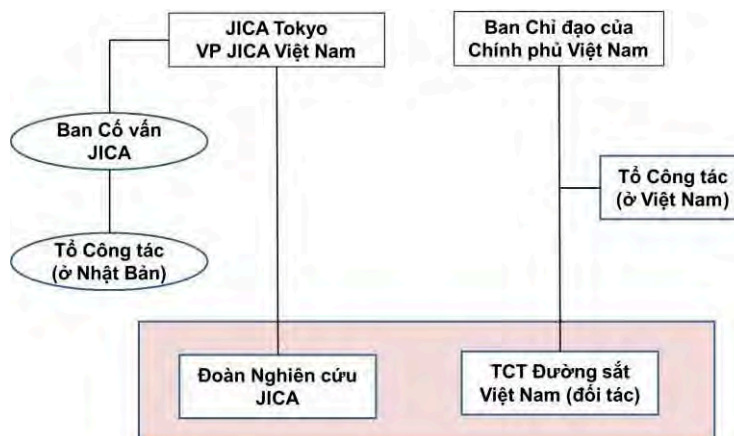 JICA Tokyo
VP JICA Việt Nam
Ban Chỉ đạo của
Chính phủ Việt Nam
Ban Cố vấn
JICA
Tổ Công tác
(ở Việt Nam)
Tổ Công tác
(ở Nhật Bản)
Đoàn Nghiên cứu
JICA
TCT Đường sắt
Việt Nam (đối tác)